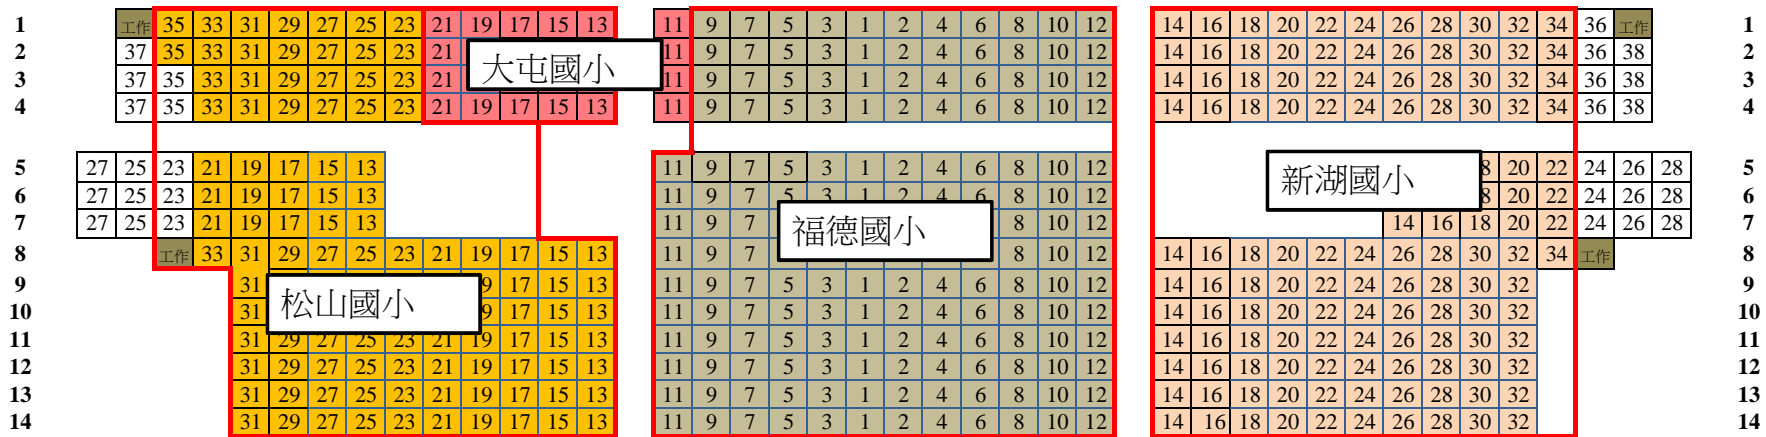 1 工作 35 33 31 29 27 25 23 21 19 17 15 13 11 9 7 5 3 1 2 4 6 8 10 12 14 16 18 20 22 24 26 28 30 32 34 36 工作 1
2 37 35 33 31 29 27 25 23 21 11 9 7 5 3 1 2 4 6 8 10 12 14 16 18 20 22 24 26 28 30 32 34 36 38 2
大屯國小
3 37 35 33 31 29 27 25 23 21 11 9 7 5 3 1 2 4 6 8 10 12 14 16 18 20 22 24 26 28 30 32 34 36 38 3
4 37 35 33 31 29 27 25 23 21 19 17 15 13 11 9 7 5 3 1 2 4 6 8 10 12 14 16 18 20 22 24 26 28 30 32 34 36 38 4
5 27 25 23 21 19 17 15 13 11 9 7 5 3 1 2 4 6 8 10 12 20 22 24 26 28 5
新湖國小
6 27 25 23 21 19 17 15 13 11 9 7 5 3 1 2 4 6 8 10 12 20 22 24 26 28 6
7 27 25 23 21 19 17 15 13 11 9 7 8 10 12 14 16 18 20 22 24 26 28 7
福德國小
8 工作 33 31 29 27 25 23 21 19 17 15 13 11 9 7 8 10 12 14 16 18 20 22 24 26 28 30 32 34 工作 8
9 31 17 15 13 11 9 7 5 3 1 2 4 6 8 10 12 14 16 18 20 22 24 26 28 30 32 9
松山國小
10 31 17 15 13 11 9 7 5 3 1 2 4 6 8 10 12 14 16 18 20 22 24 26 28 30 32 10
11 31 29 27 25 23 21 19 17 15 13 11 9 7 5 3 1 2 4 6 8 10 12 14 16 18 20 22 24 26 28 30 32 11
12 31 29 27 25 23 21 19 17 15 13 11 9 7 5 3 1 2 4 6 8 10 12 14 16 18 20 22 24 26 28 30 32 12
13 31 29 27 25 23 21 19 17 15 13 11 9 7 5 3 1 2 4 6 8 10 12 14 16 18 20 22 24 26 28 30 32 13
14 31 29 27 25 23 21 19 17 15 13 11 9 7 5 3 1 2 4 6 8 10 12 14 16 18 20 22 24 26 28 30 32 14